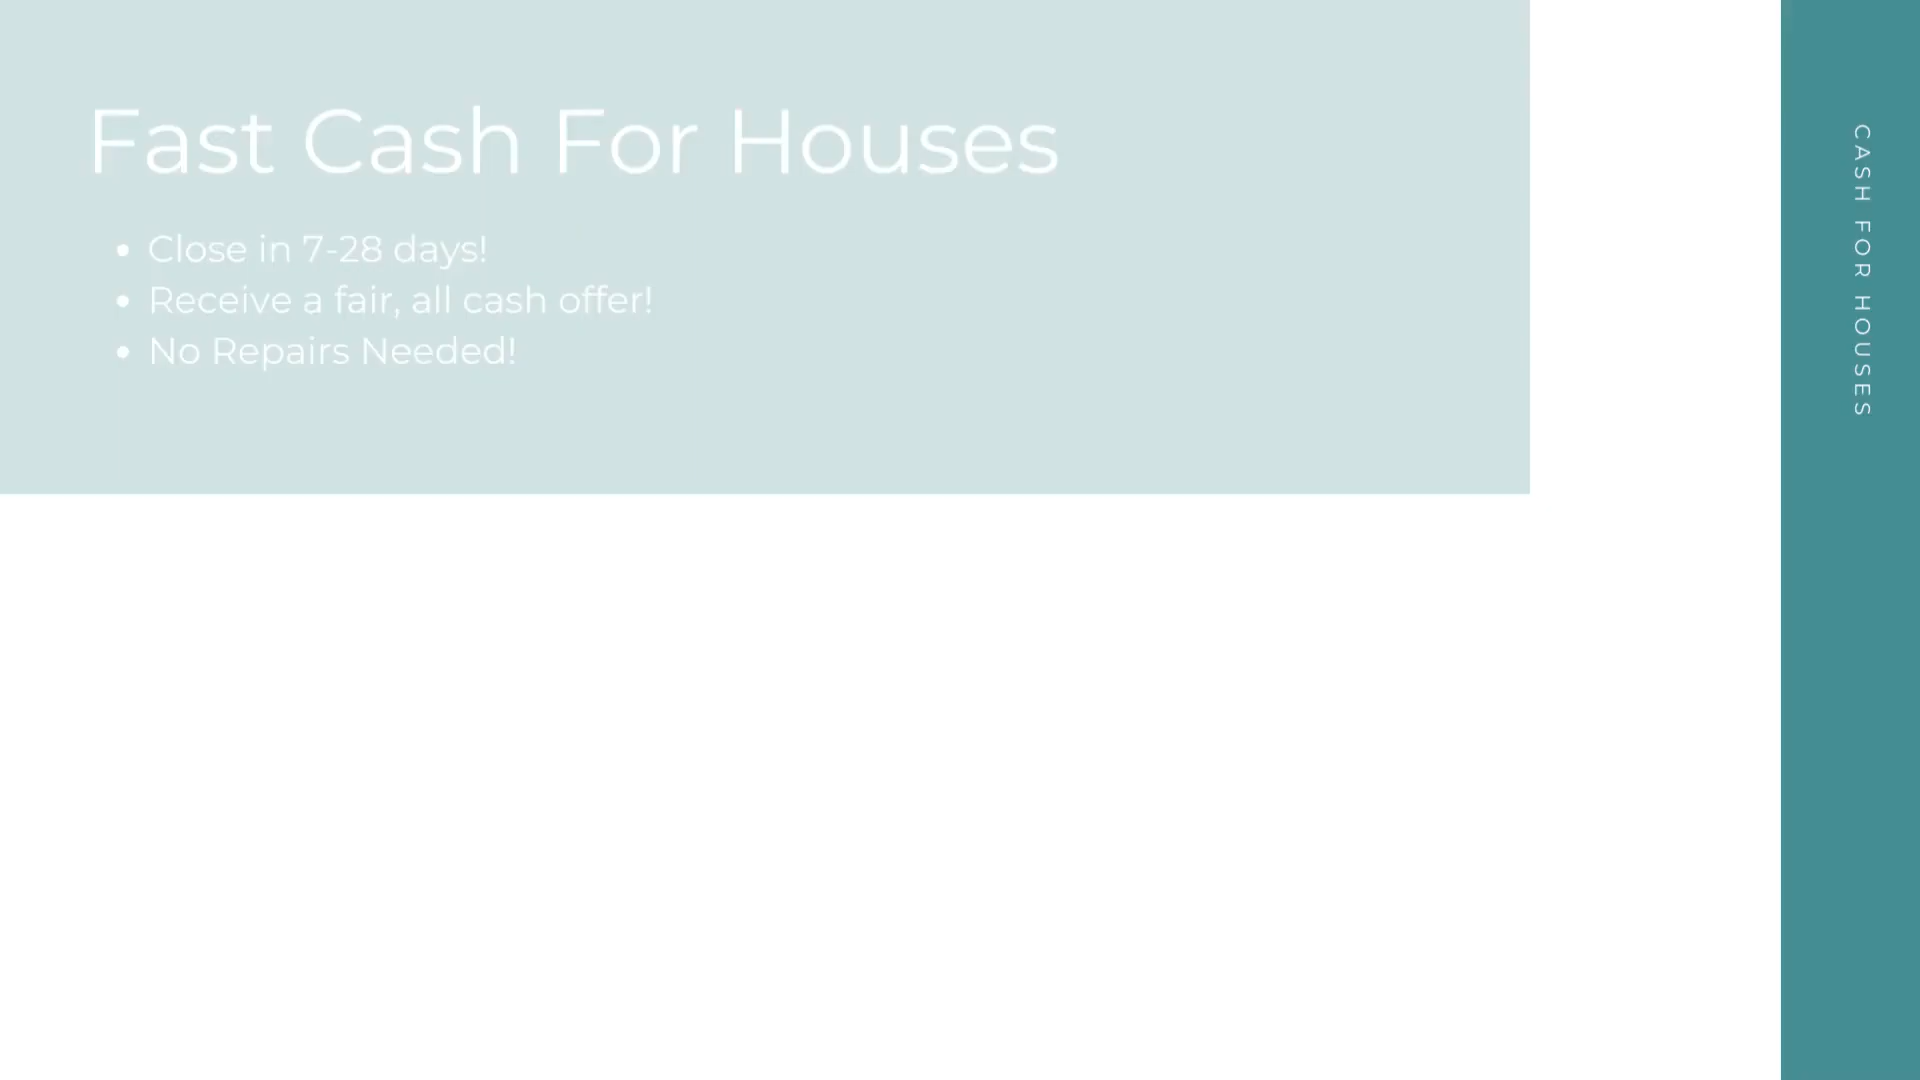 Fast Cash For Houses
• Close in 7-28 days!
• Receive a fair, all cash offer!
• No Repairs Needed!
CASH FOR HOUSES